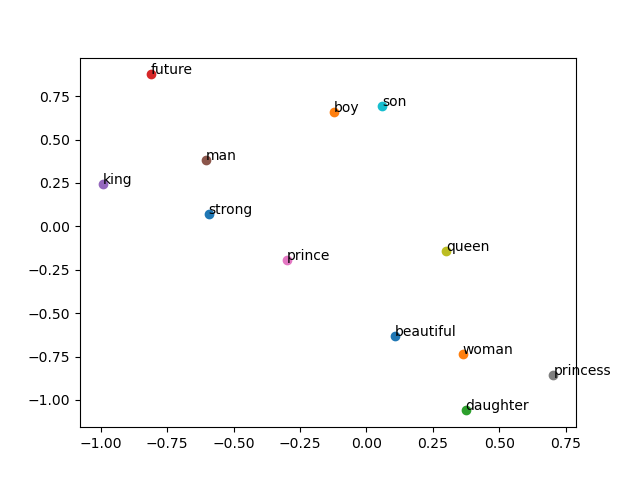 future
boy
son
man
king
strong
prince
queen
beautiful
woman
princess
daughter
0.75
0.50
0.25
0.00
−0.25
−0.50
−0.75
−1.00
−1.00 −0.75 −0.50 −0.25 0.00 0.25 0.50 0.75